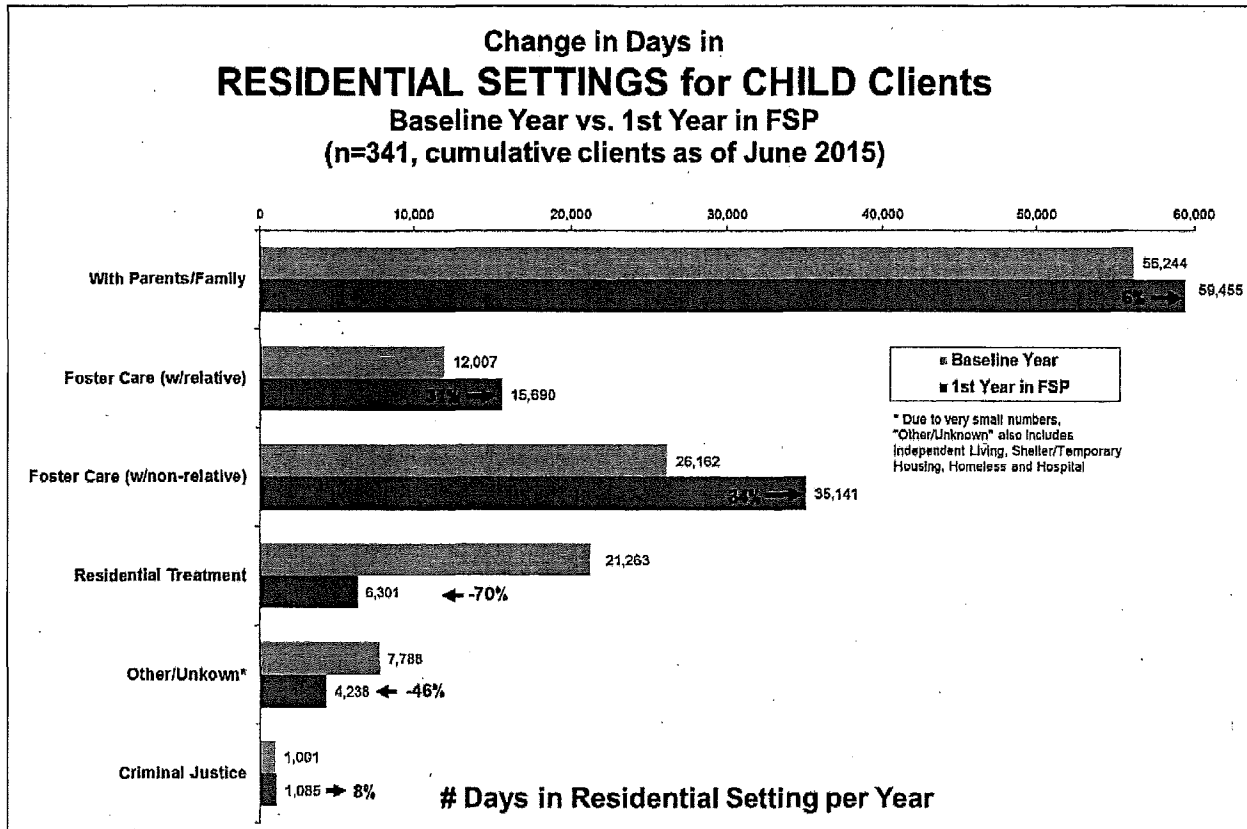 Change in Days in
RESIDENTIAL SETTINGS for CHILD Clients
Baseline Year vs. 1st Year in FSP
(n=341, cumulative clients as of June 2015)
0 10,000 20,000 30,000 40,000 50,000 60,000
With Parents/Family
56,244
6% → 59,455
Foster Care (w/relative)
12,007
31% → 15,690
Baseline Year
1st Year in FSP
* Due to very small numbers,
"Other/Unknown" also includes
Independent Living, Shelter/Temporary
Housing, Homeless and Hospital
Foster Care (w/non-relative)
26,162
34% → 35,141
Residential Treatment
21,263
6,301 ← -70%
Other/Unkown*
7,788
4,238 ← -46%
Criminal Justice
1,001
1,085 → 8%
# Days in Residential Setting per Year